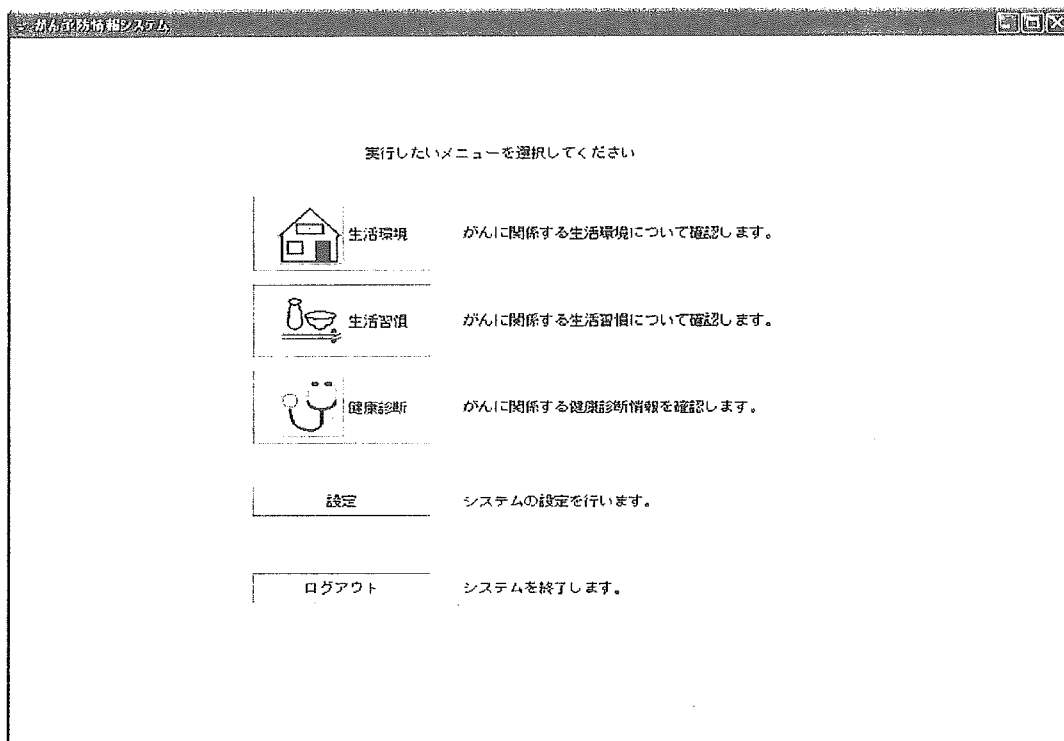 がん予防情報システム
実行したいメニューを選択してください
生活環境 がんに関係する生活環境について確認します。
生活習慣 がんに関係する生活習慣について確認します。
健康診断 がんに関係する健康診断情報を確認します。
設定 システムの設定を行います。
ログアウト システムを終了します。